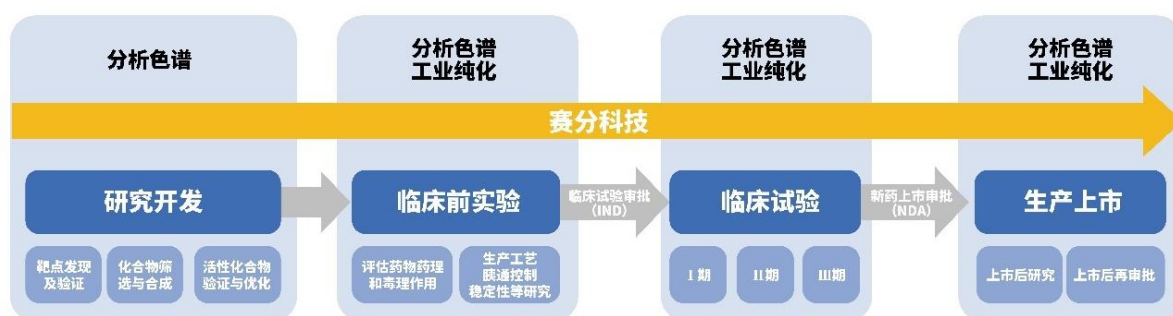 分析色谱
分析色谱
工业纯化
分析色谱
工业纯化
分析色谱
工业纯化
赛分科技
研究开发
临床前实验
临床试验审批
(IND)
临床试验
新药上市审批
(NDA)
生产上市
靶点发现
及验证
化合物筛
选与合成
活性化合物
验证与优化
评估药物药理
和毒理作用
生产工艺
质量控制
稳定性等研究
I 期
II期
III期
上市后研究
上市后再审批